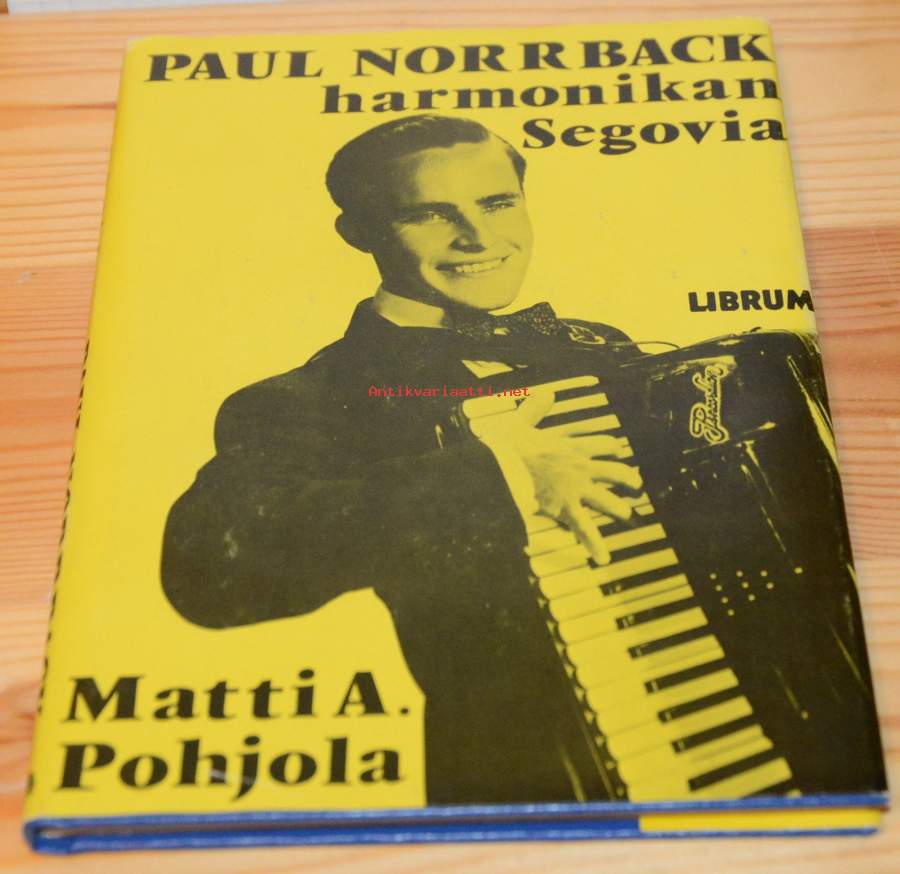 PAUL NORRBACK
harmonikan
Segovia
LIBRUM
Antikvariaatti.net
Matti A.
Pohjola